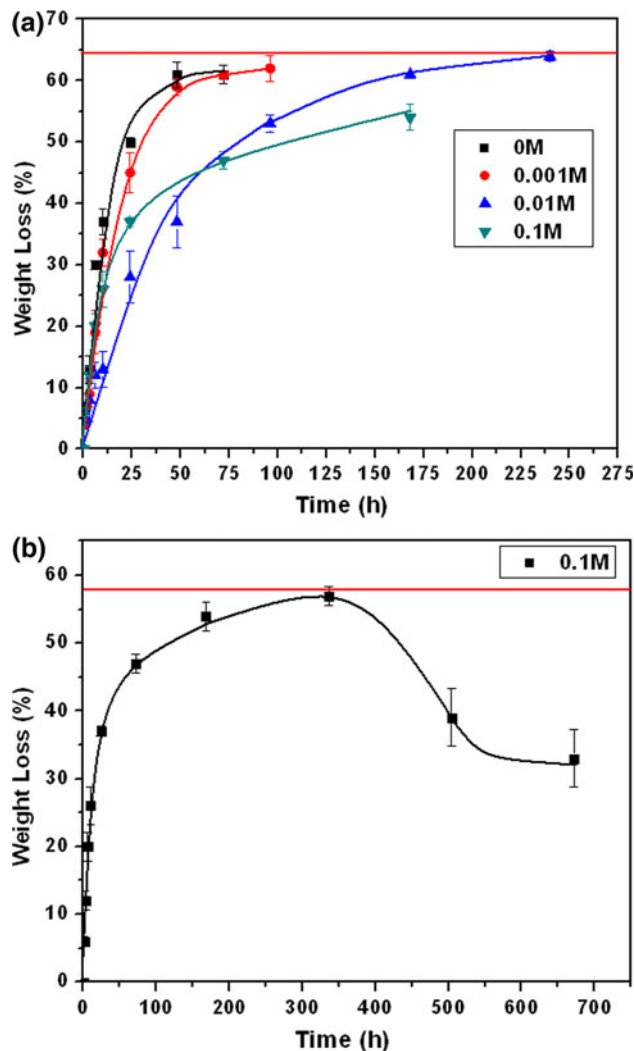 (a)
70
60
50
40
30
20
10
0
Weight Loss (%)
0M
0.001M
0.01M
0.1M
0 25 50 75 100 125 150 175 200 225 250 275
Time (h)
(b)
0.1M
60
50
40
30
20
10
0
Weight Loss (%)
0 100 200 300 400 500 600 700
Time (h)